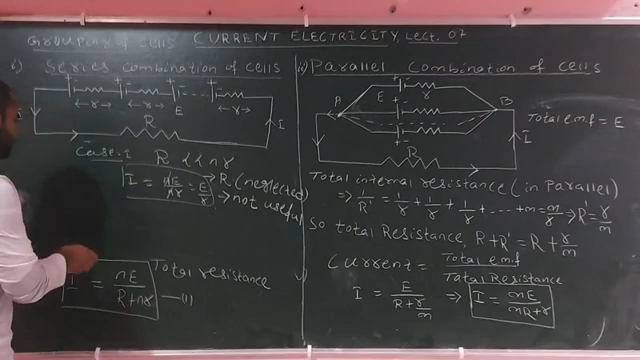 Grouping of cells CURRENT ELECTRICITY, Lect. 07
i) Series combination of cells
E
← r → ← r → ← r →
R
I
Case. I R << nr
I = nE/nr = E/r → R (neglected)
→ not useful
I = nE/R+nr Total resistance
—(1)
ii) Parallel Combination of cells
E r
A B
R
I
Total e.m.f = E
Total internal resistance (in parallel)
⇒ 1/R' = 1/r + 1/r + 1/r + ... + m = m/r ⇒ R' = r/m
So total Resistance, R+R' = R + r/m
Current = Total e.m.f / Total Resistance
I = E/R+r/m ⇒ I = mE/mR+r